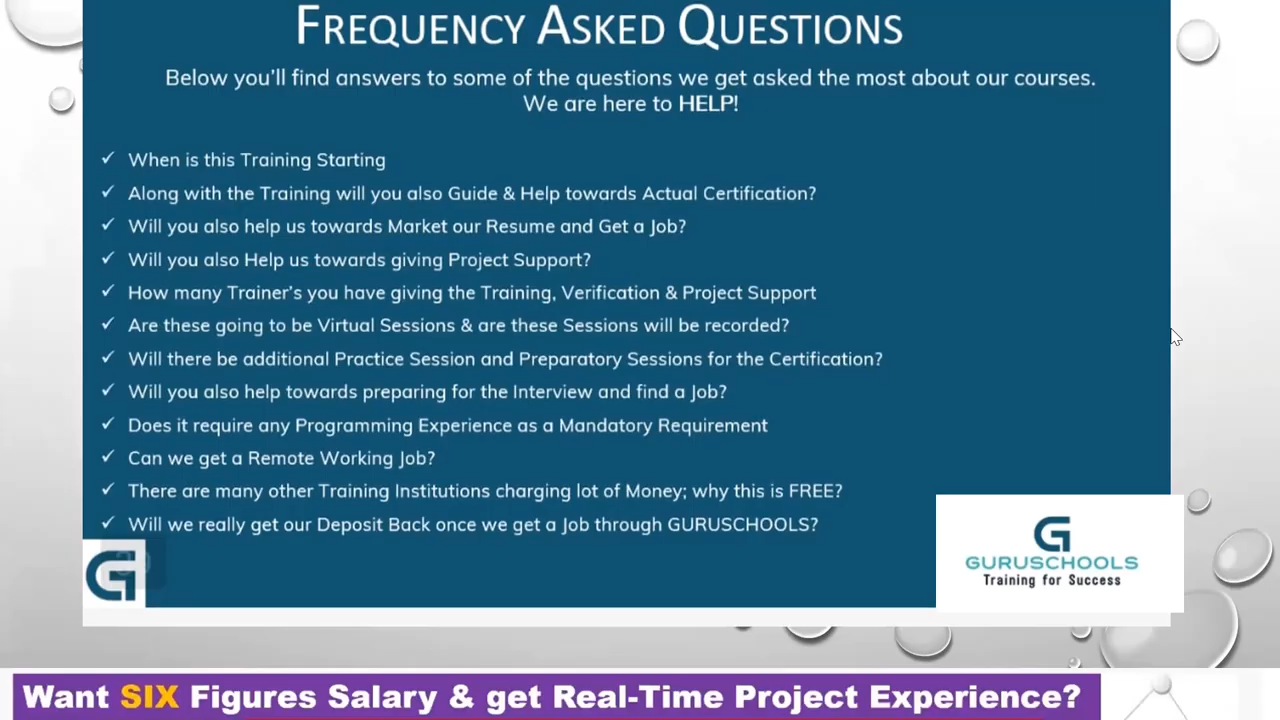 FREQUENCY ASKED QUESTIONS
Below you'll find answers to some of the questions we get asked the most about our courses.
We are here to HELP!
✓ When is this Training Starting
✓ Along with the Training will you also Guide & Help towards Actual Certification?
✓ Will you also help us towards Market our Resume and Get a Job?
✓ Will you also Help us towards giving Project Support?
✓ How many Trainer's you have giving the Training, Verification & Project Support
✓ Are these going to be Virtual Sessions & are these Sessions will be recorded?
✓ Will there be additional Practice Session and Preparatory Sessions for the Certification?
✓ Will you also help towards preparing for the Interview and find a Job?
✓ Does it require any Programming Experience as a Mandatory Requirement
✓ Can we get a Remote Working Job?
✓ There are many other Training Institutions charging lot of Money; why this is FREE?
✓ Will we really get our Deposit Back once we get a Job through GURUSCHOOLS?
GURUSCHOOLS
Training for Success
Want SIX Figures Salary & get Real-Time Project Experience?